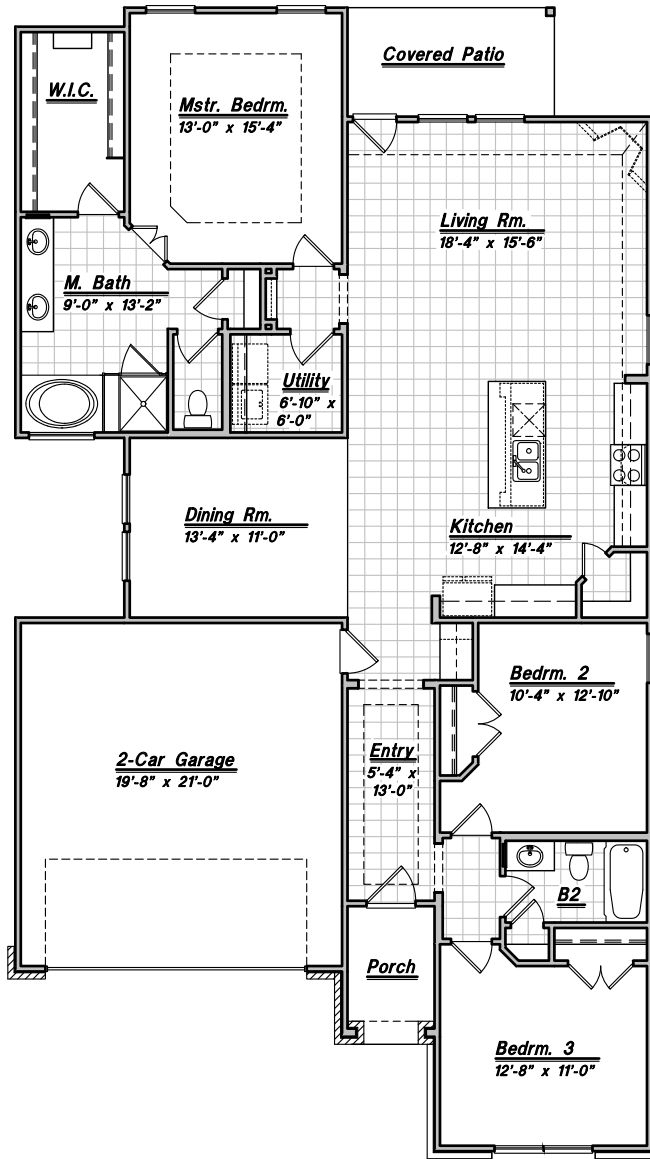 Covered Patio
W.I.C.
Mstr. Bedrm.
13'-0" x 15'-4"
Living Rm.
18'-4" x 15'-6"
M. Bath
9'-0" x 13'-2"
Utility
6'-10" x
6'-0"
Dining Rm.
13'-4" x 11'-0"
Kitchen
12'-8" x 14'-4"
Bedrm. 2
10'-4" x 12'-10"
2-Car Garage
19'-8" x 21'-0"
Entry
5'-4" x
13'-0"
B2
Porch
Bedrm. 3
12'-8" x 11'-0"